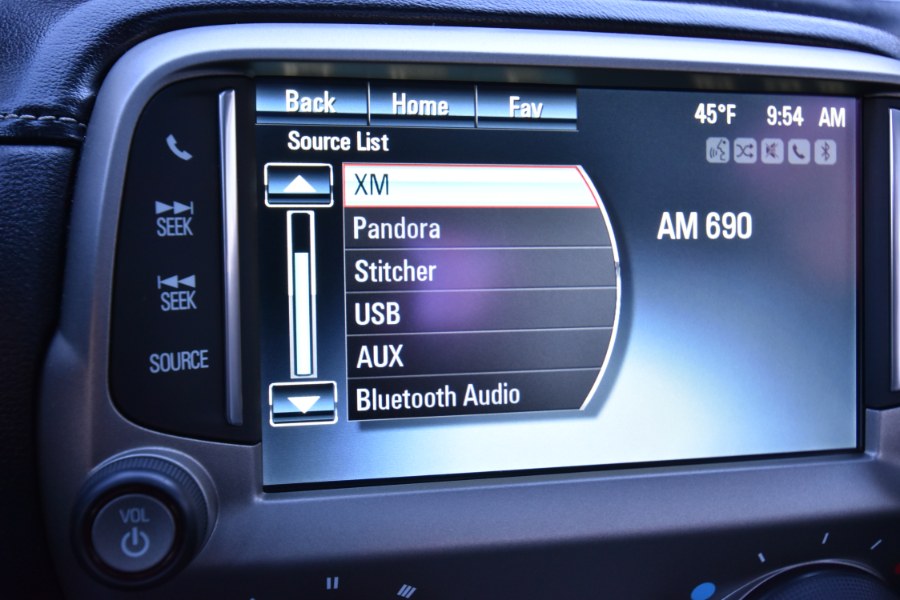 Back Home Fav
45°F 9:54 AM
Source List
XM
Pandora
Stitcher
USB
AUX
Bluetooth Audio
AM 690
SEEK
SEEK
SOURCE
VOL